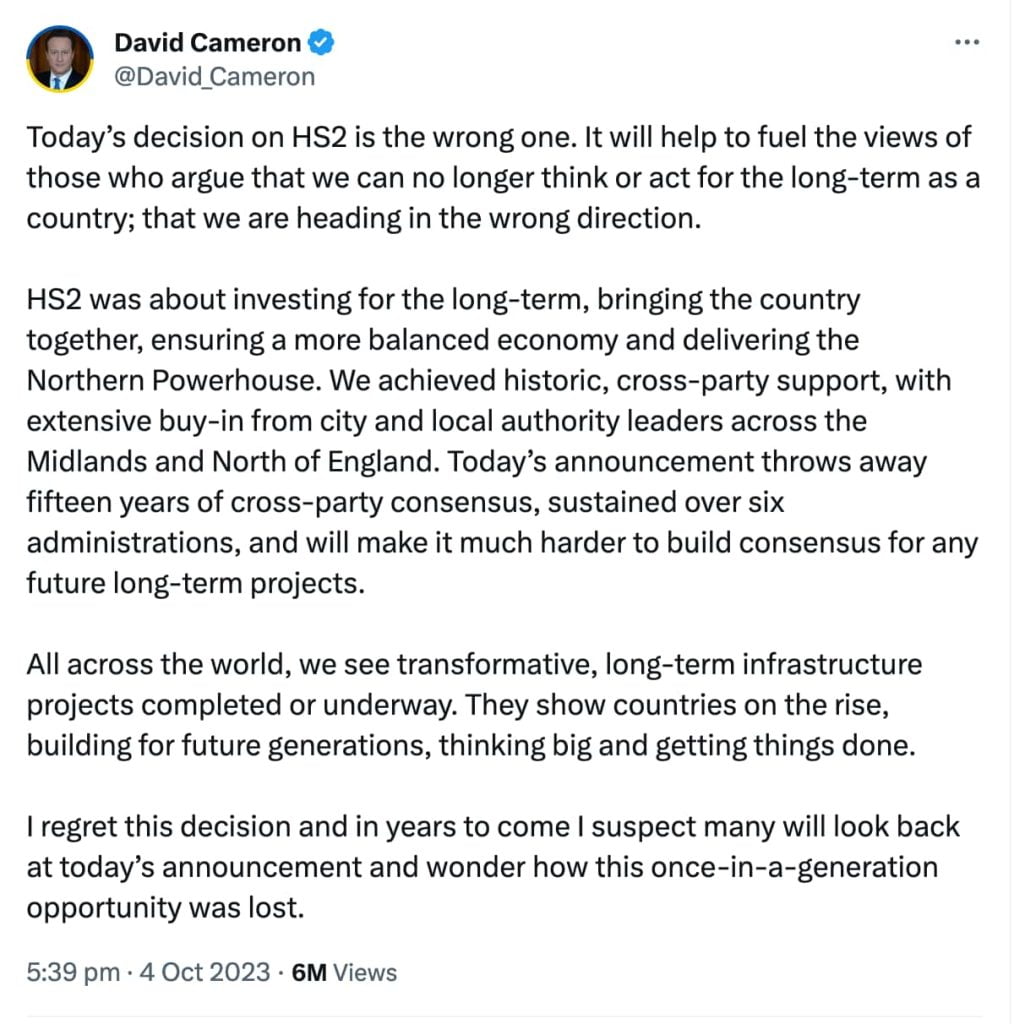 David Cameron
@David_Cameron
Today’s decision on HS2 is the wrong one. It will help to fuel the views of
those who argue that we can no longer think or act for the long-term as a
country; that we are heading in the wrong direction.
HS2 was about investing for the long-term, bringing the country
together, ensuring a more balanced economy and delivering the
Northern Powerhouse. We achieved historic, cross-party support, with
extensive buy-in from city and local authority leaders across the
Midlands and North of England. Today’s announcement throws away
fifteen years of cross-party consensus, sustained over six
administrations, and will make it much harder to build consensus for any
future long-term projects.
All across the world, we see transformative, long-term infrastructure
projects completed or underway. They show countries on the rise,
building for future generations, thinking big and getting things done.
I regret this decision and in years to come I suspect many will look back
at today’s announcement and wonder how this once-in-a-generation
opportunity was lost.
5:39 pm · 4 Oct 2023 · 6M Views